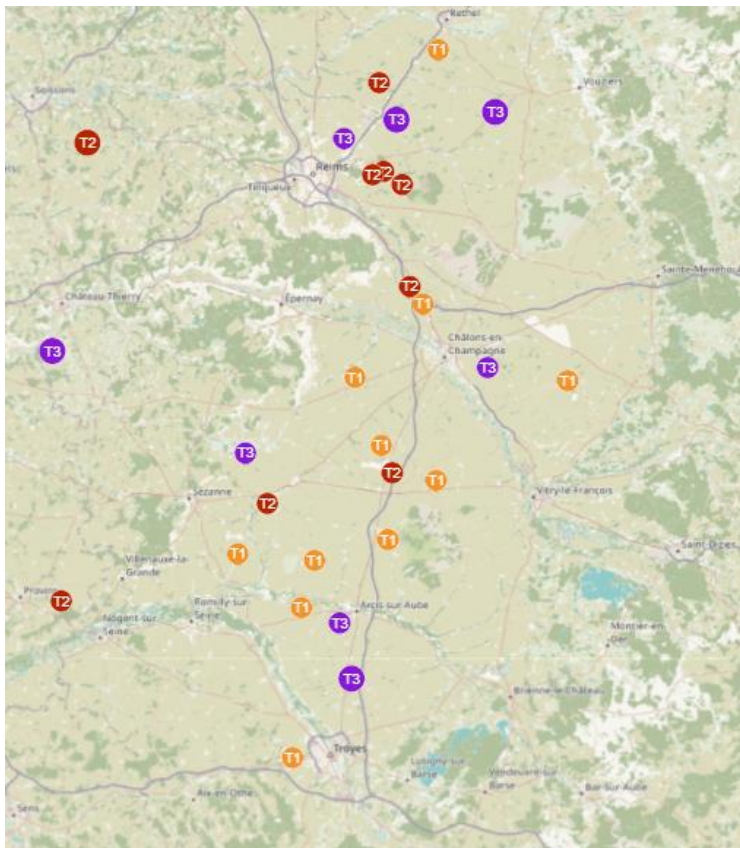 Rethel
T1
T2
Soissons
Vouziers
T3
T3
T3
T2
Reims
T2
T2
T2
Tinqueux
Sainte-Menehould
T2
Château-Thierry
Épernay
T1
Châlons-en-
Champagne
T3
T3
T1
T1
T1
T3
T2
T1
Sézanne
T2
Vitry-le-François
T1
T1
T1
Saint-Dizier
Villenauxe-la-
Grande
Provins
T2
T1
Romilly-sur-
Seine
Arcis-sur-Aube
Nogent-sur-
Seine
T3
Montier-en-
Der
T3
Brienne-le-Château
T1
Troyes
Lusigny-sur-
Barse
Vendeuvre-sur-
Barse
Bar-sur-Aube
Aix-en-Othe
Sens